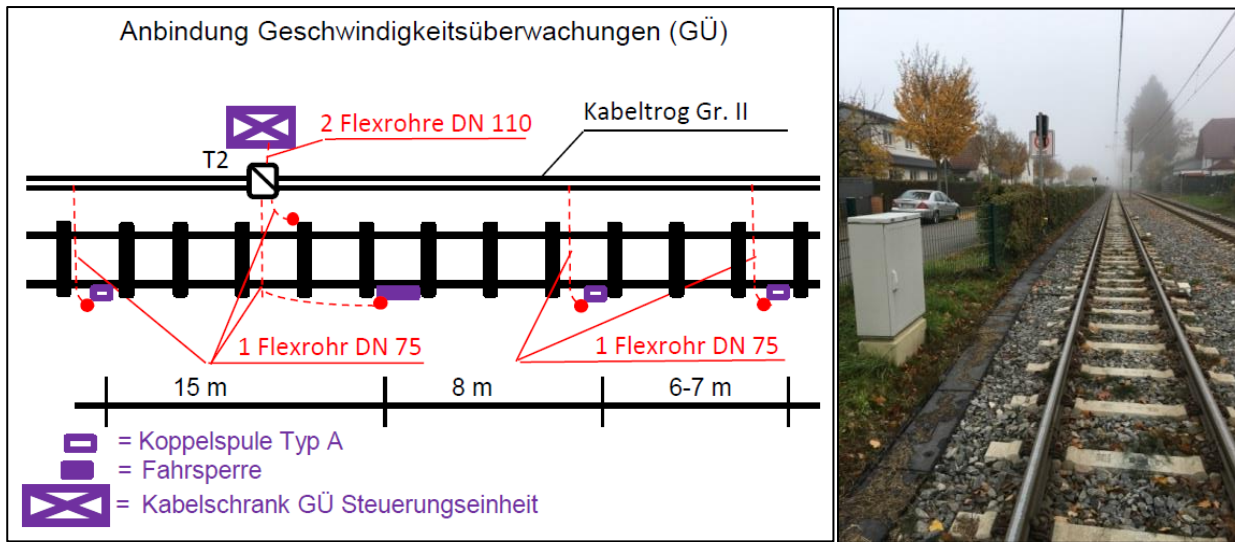 Anbindung Geschwindigkeitsüberwachungen (GÜ)
2 Flexrohre DN 110
Kabeltrog Gr. II
T2
1 Flexrohr DN 75
1 Flexrohr DN 75
15 m
8 m
6-7 m
= Koppelspule Typ A
= Fahrsperre
= Kabelschrank GÜ Steuerungseinheit